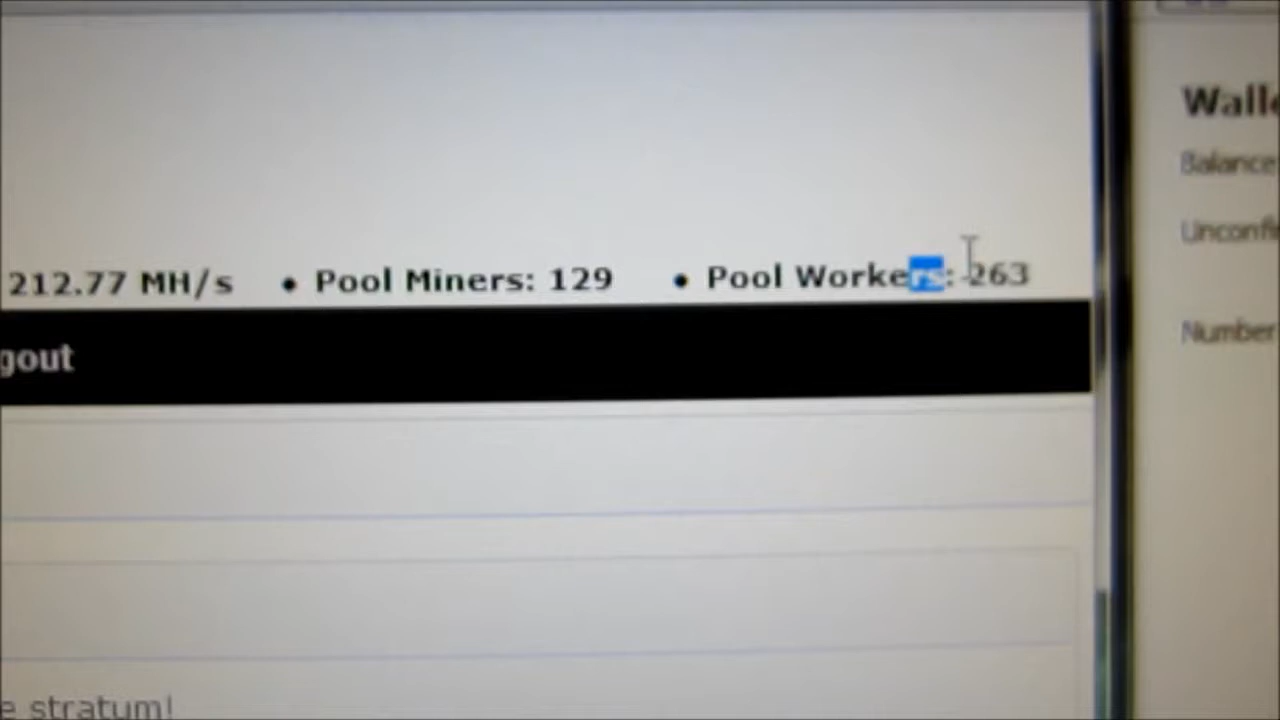 212.77 MH/s • Pool Miners: 129 • Pool Workers: 263
gout
e stratum!
Walle
Balance
Unconfi
Number